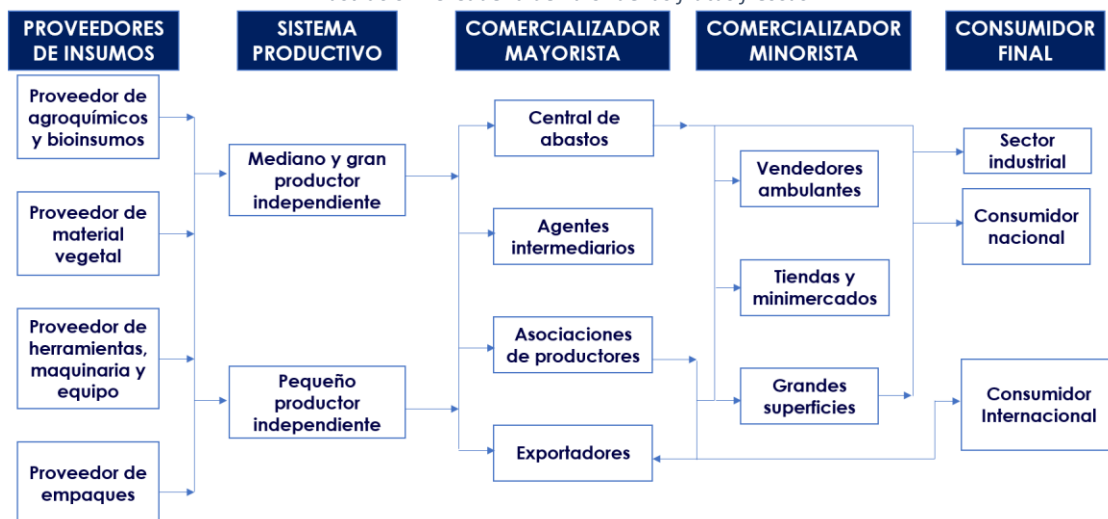 PROVEEDORES
DE INSUMOS
SISTEMA
PRODUCTIVO
COMERCIALIZADOR
MAYORISTA
COMERCIALIZADOR
MINORISTA
CONSUMIDOR
FINAL
Proveedor de
agroquímicos
y bioinsumos
Proveedor de
material
vegetal
Proveedor de
herramientas,
maquinaria y
equipo
Proveedor de
empaques
Mediano y gran
productor
independiente
Pequeño
productor
independiente
Central de
abastos
Agentes
intermediarios
Asociaciones
de productores
Exportadores
Vendedores
ambulantes
Tiendas y
minimercados
Grandes
superficies
Sector
industrial
Consumidor
nacional
Consumidor
Internacional